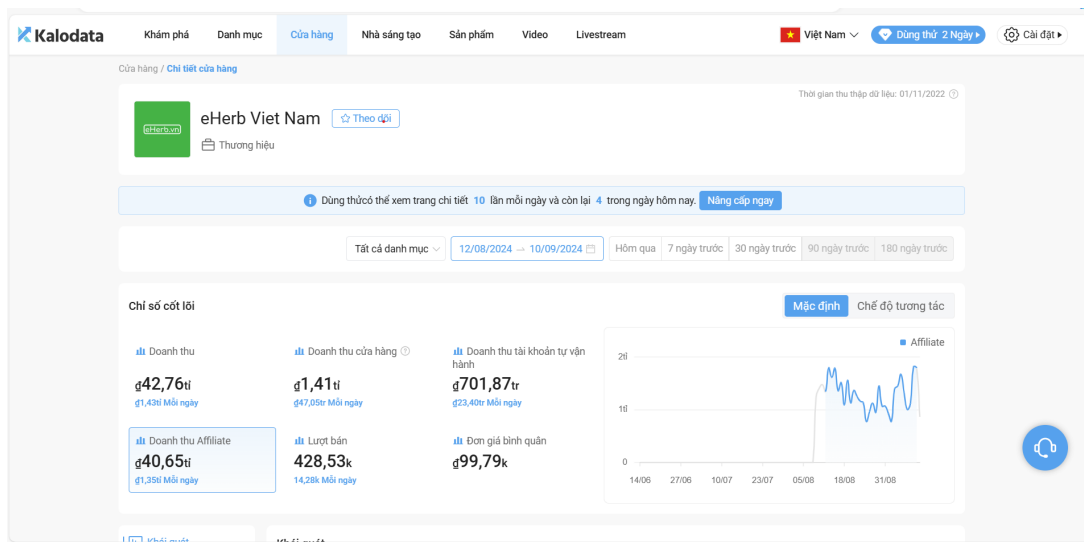 Kalodata Khám phá Danh mục Cửa hàng Nhà sáng tạo Sản phẩm Video Livestream Việt Nam Dùng thử 2 Ngày Cài đặt
Cửa hàng / Chi tiết cửa hàng
Thời gian thu thập dữ liệu: 01/11/2022
eHerb.vn
eHerb Viet Nam Theo dõi
Thương hiệu
Dùng thửcó thể xem trang chi tiết 10 lần mỗi ngày và còn lại 4 trong ngày hôm nay. Nâng cấp ngay
Tất cả danh mục 12/08/2024 → 10/09/2024 Hôm qua 7 ngày trước 30 ngày trước 90 ngày trước 180 ngày trước
Chỉ số cốt lõi Mặc định Chế độ tương tác
Doanh thu
₫42,76tỉ
₫1,43tỉ Mỗi ngày
Doanh thu cửa hàng
₫1,41tỉ
₫47,05tr Mỗi ngày
Doanh thu tài khoản tự vận
hành
₫701,87tr
₫23,40tr Mỗi ngày
Doanh thu Affiliate
₫40,65tỉ
₫1,35tỉ Mỗi ngày
Lượt bán
428,53k
14,28k Mỗi ngày
Đơn giá bình quân
₫99,79k
Affiliate
2tỉ
1tỉ
0
14/06 27/06 10/07 23/07 05/08 18/08 31/08
Khái quát Khái quát